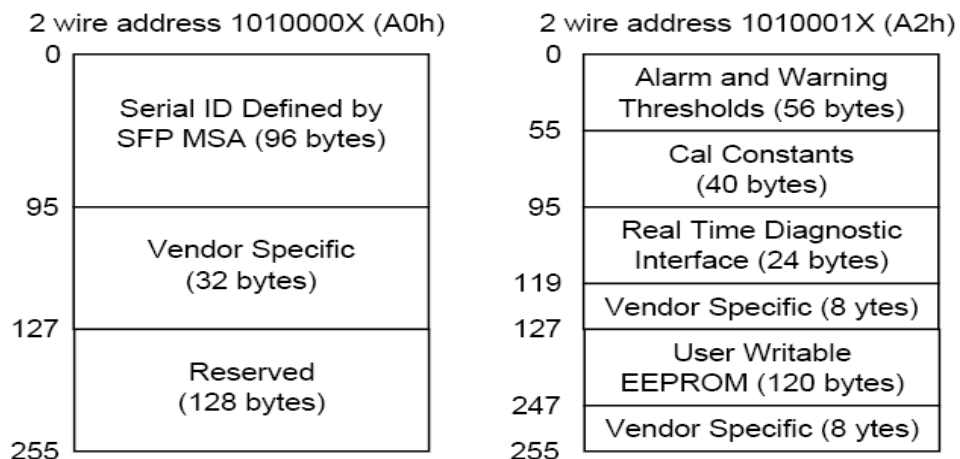 2 wire address 1010000X (A0h)
0
Serial ID Defined by
SFP MSA (96 bytes)
95
Vendor Specific
(32 bytes)
127
Reserved
(128 bytes)
255
2 wire address 1010001X (A2h)
0
Alarm and Warning
Thresholds (56 bytes)
55
Cal Constants
(40 bytes)
95
Real Time Diagnostic
Interface (24 bytes)
119
Vendor Specific (8 ytes)
127
User Writable
EEPROM (120 bytes)
247
Vendor Specific (8 ytes)
255